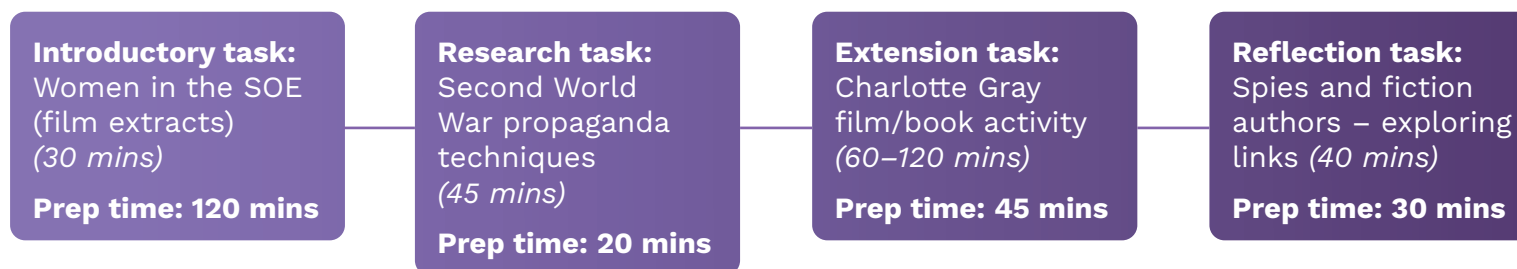 Introductory task:
Women in the SOE
(film extracts)
(30 mins)
Prep time: 120 mins
Research task:
Second World
War propaganda
techniques
(45 mins)
Prep time: 20 mins
Extension task:
Charlotte Gray
film/book activity
(60–120 mins)
Prep time: 45 mins
Reflection task:
Spies and fiction
authors – exploring
links (40 mins)
Prep time: 30 mins